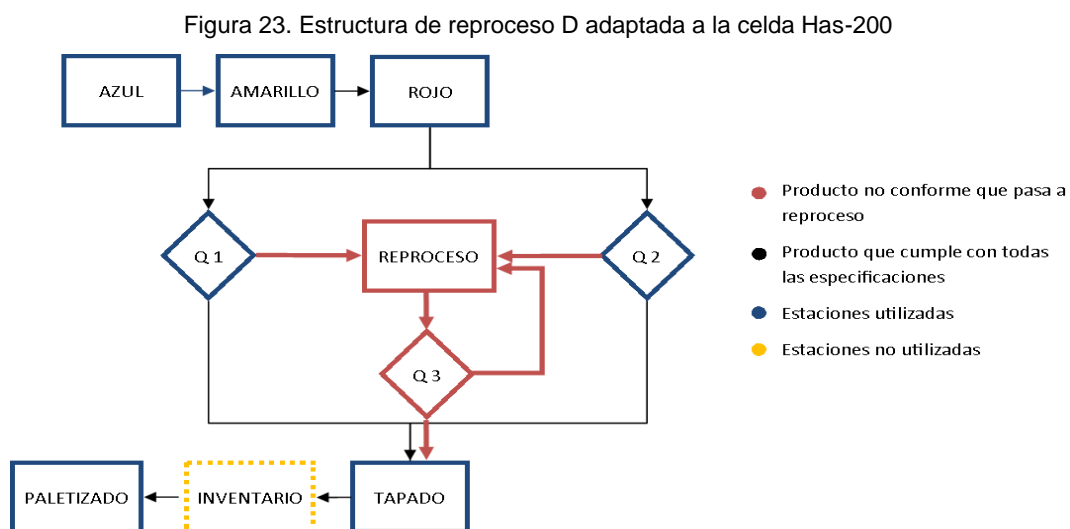 Figura 23. Estructura de reproceso D adaptada a la celda Has-200
AZUL
AMARILLO
ROJO
Q 1
REPROCESO
Q 2
Q 3
PALETIZADO
INVENTARIO
TAPADO
Producto no conforme que pasa a
reproceso
Producto que cumple con todas
las especificaciones
Estaciones utilizadas
Estaciones no utilizadas